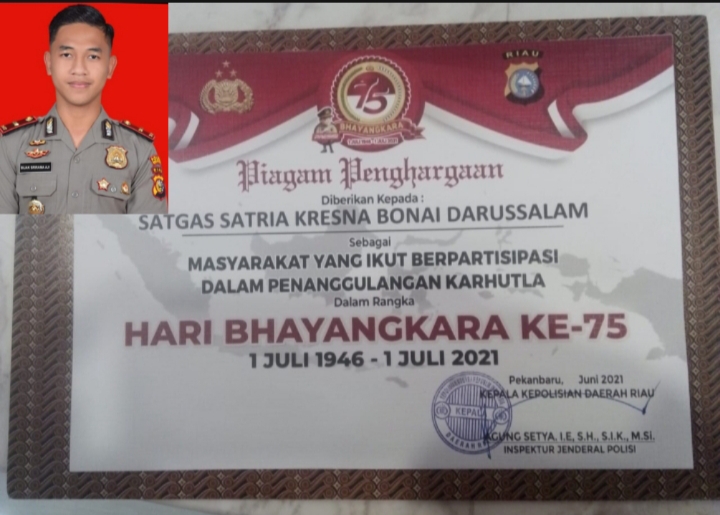 RIAU
75
BHAYANGKARA
Piagam Penghargaan
Diberikan Kepada :
SATGAS SATRIA KRESNA BONAI DARUSSALAM
Sebagai
MASYARAKAT YANG IKUT BERPARTISIPASI
DALAM PENANGGULANGAN KARHUTLA
Dalam Rangka
HARI BHAYANGKARA KE-75
1 JULI 1946 - 1 JULI 2021
Pekanbaru, Juni 2021
KEPALA KEPOLISIAN DAERAH RIAU
KEPALA
AGUNG SETYA. I.E, S.H., S.I.K., M.Si.
INSPEKTUR JENDERAL POLISI